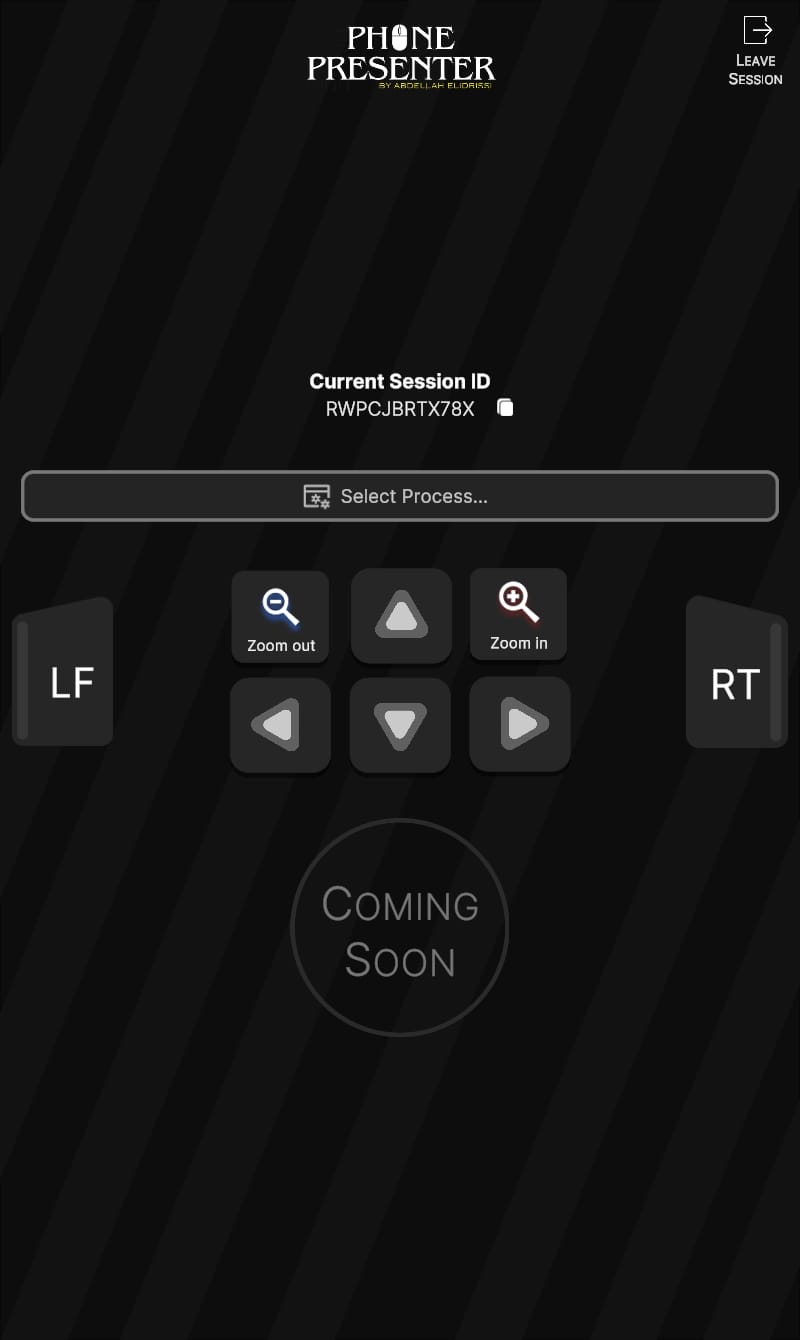 PHONE
PRESENTER
BY ABDELLAH ELIDRISSI
LEAVE
SESSION
Current Session ID
RWPCJBRTX78X
Select Process...
Zoom out
Zoom in
LF
RT
COMING
SOON